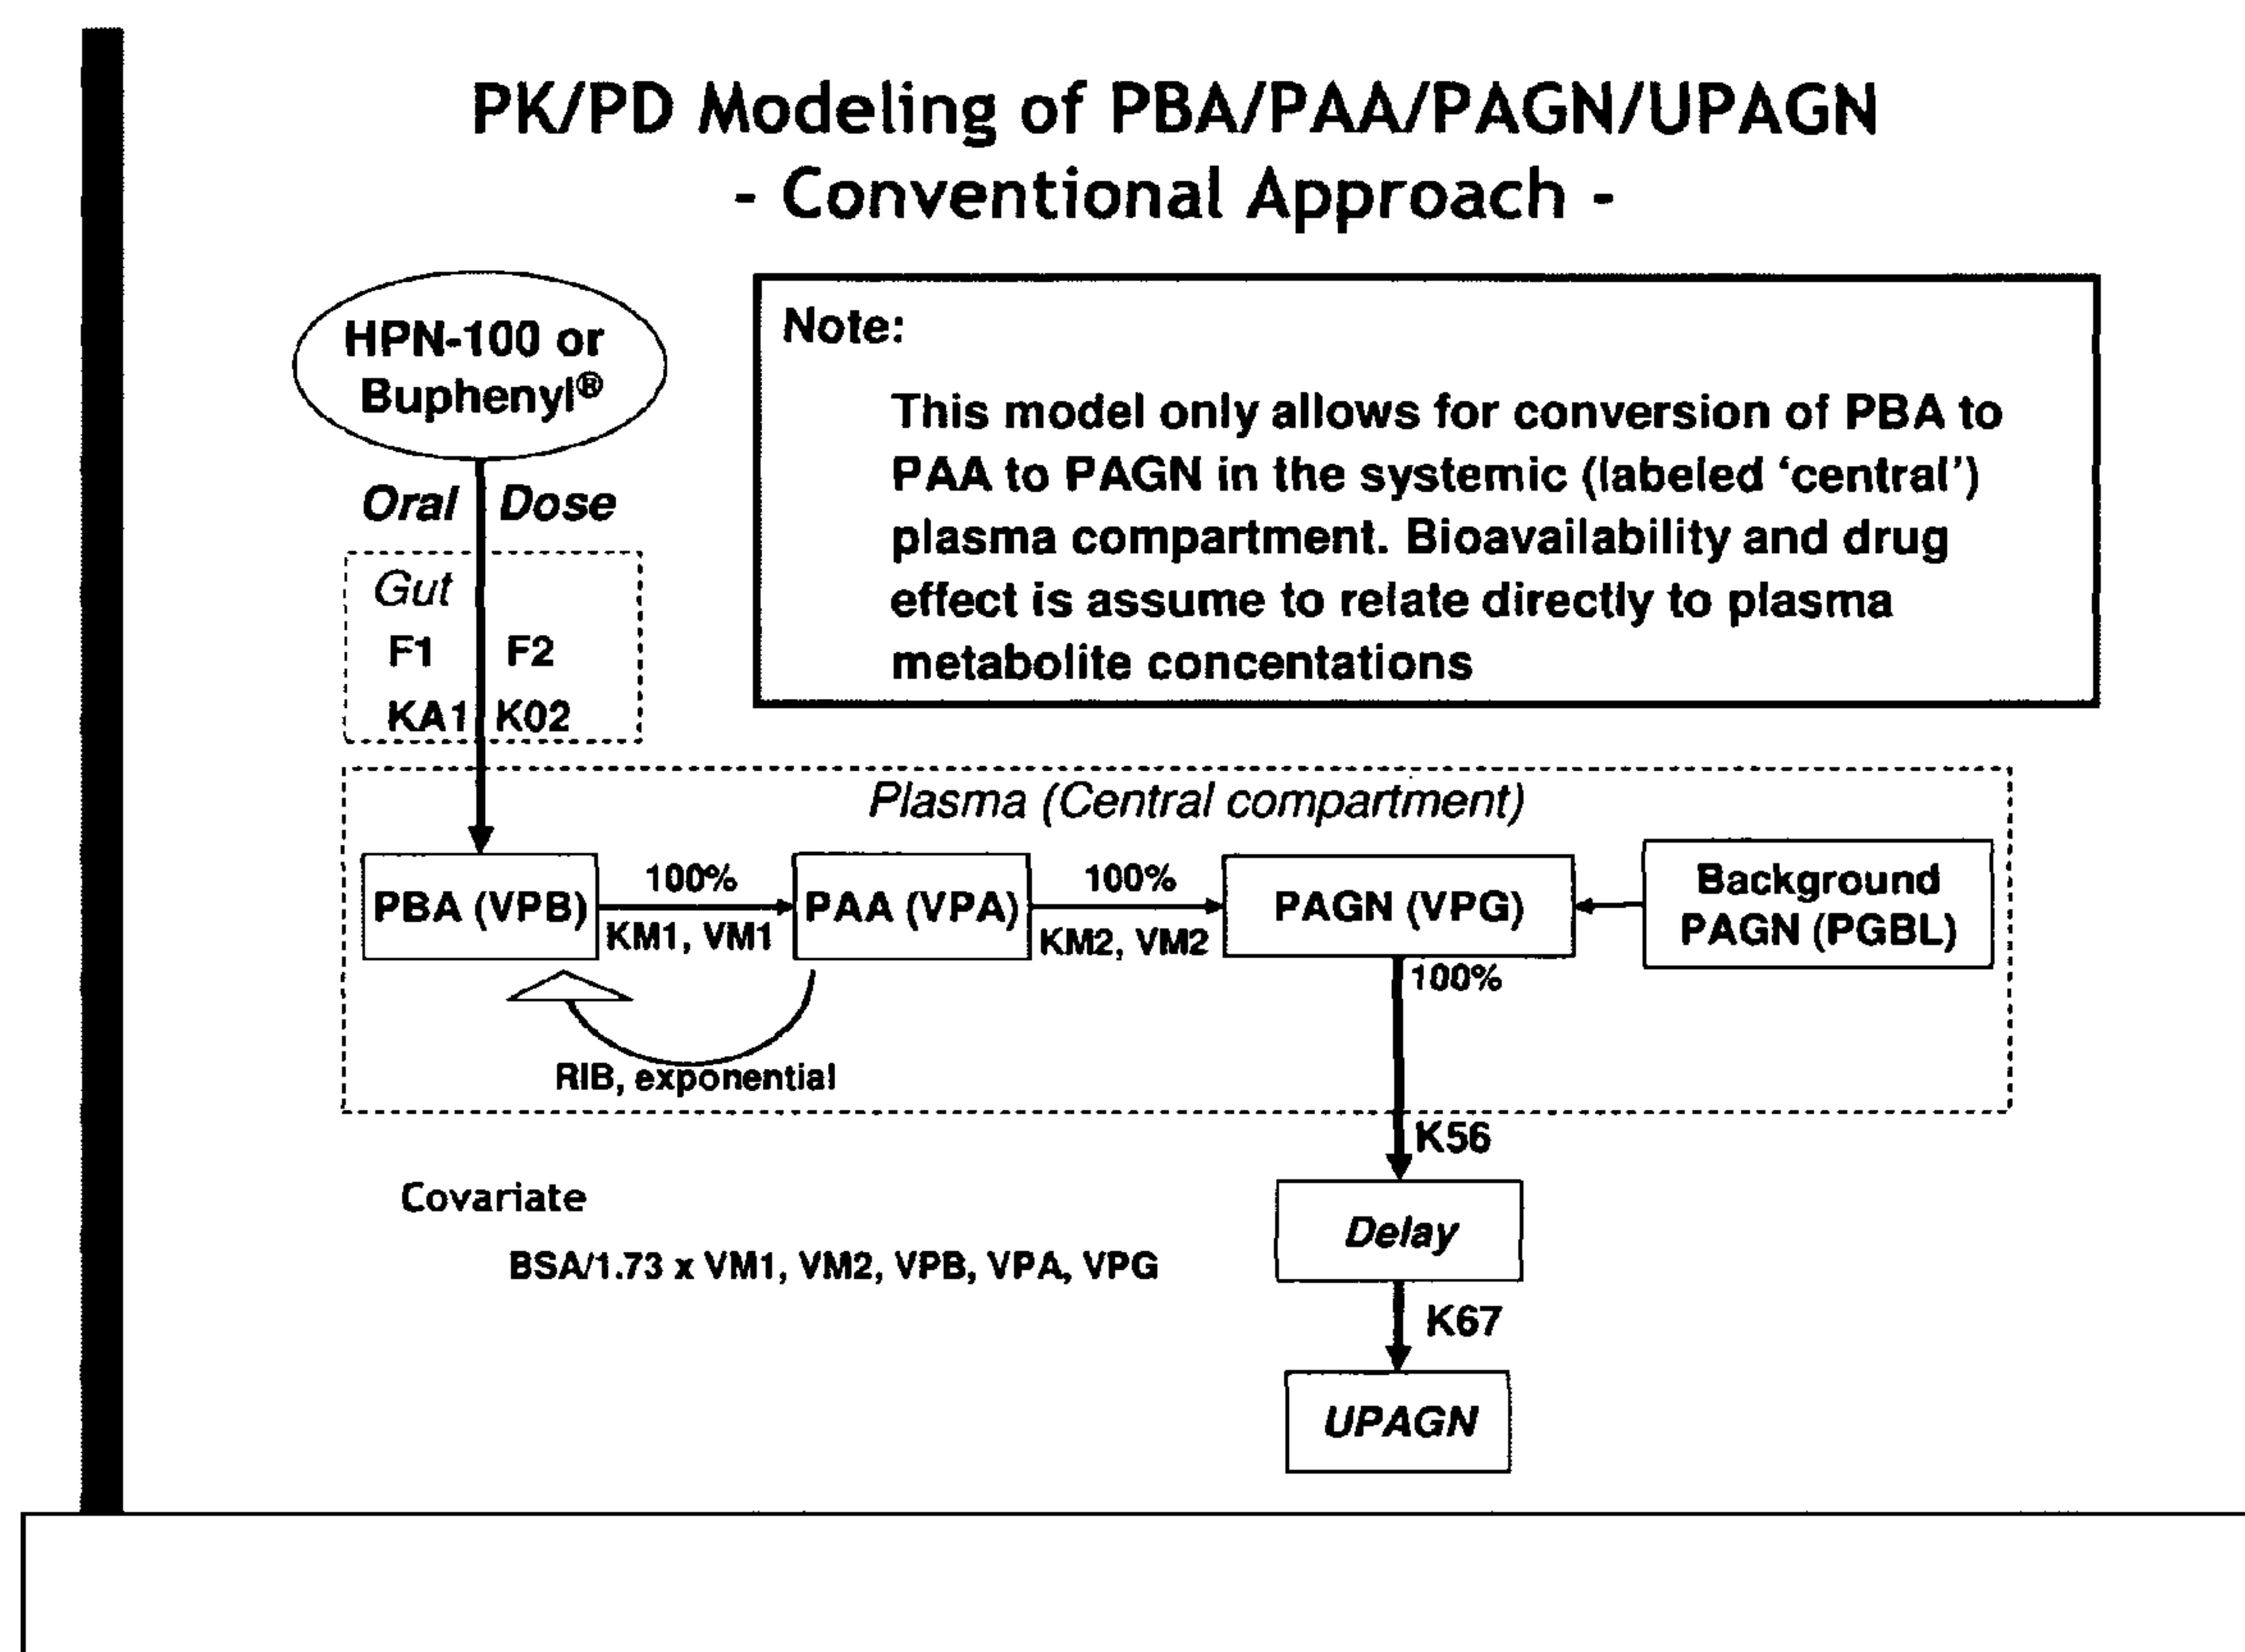 PK/PD Modeling of PBA/PAA/PAGN/UPAGN
- Conventional Approach -
HPN-100 or
Buphenyl®
Note:
This model only allows for conversion of PBA to
PAA to PAGN in the systemic (labeled ‘central’)
plasma compartment. Bioavailability and drug
effect is assume to relate directly to plasma
metabolite concentations
Oral Dose
Gut
F1 F2
KA1 K02
Plasma (Central compartment)
PBA (VPB)
100%
KM1, VM1
PAA (VPA)
100%
KM2, VM2
PAGN (VPG)
Background
PAGN (PGBL)
100%
RIB, exponential
K56
Covariate
BSA/1.73 x VM1, VM2, VPB, VPA, VPG
Delay
K67
UPAGN